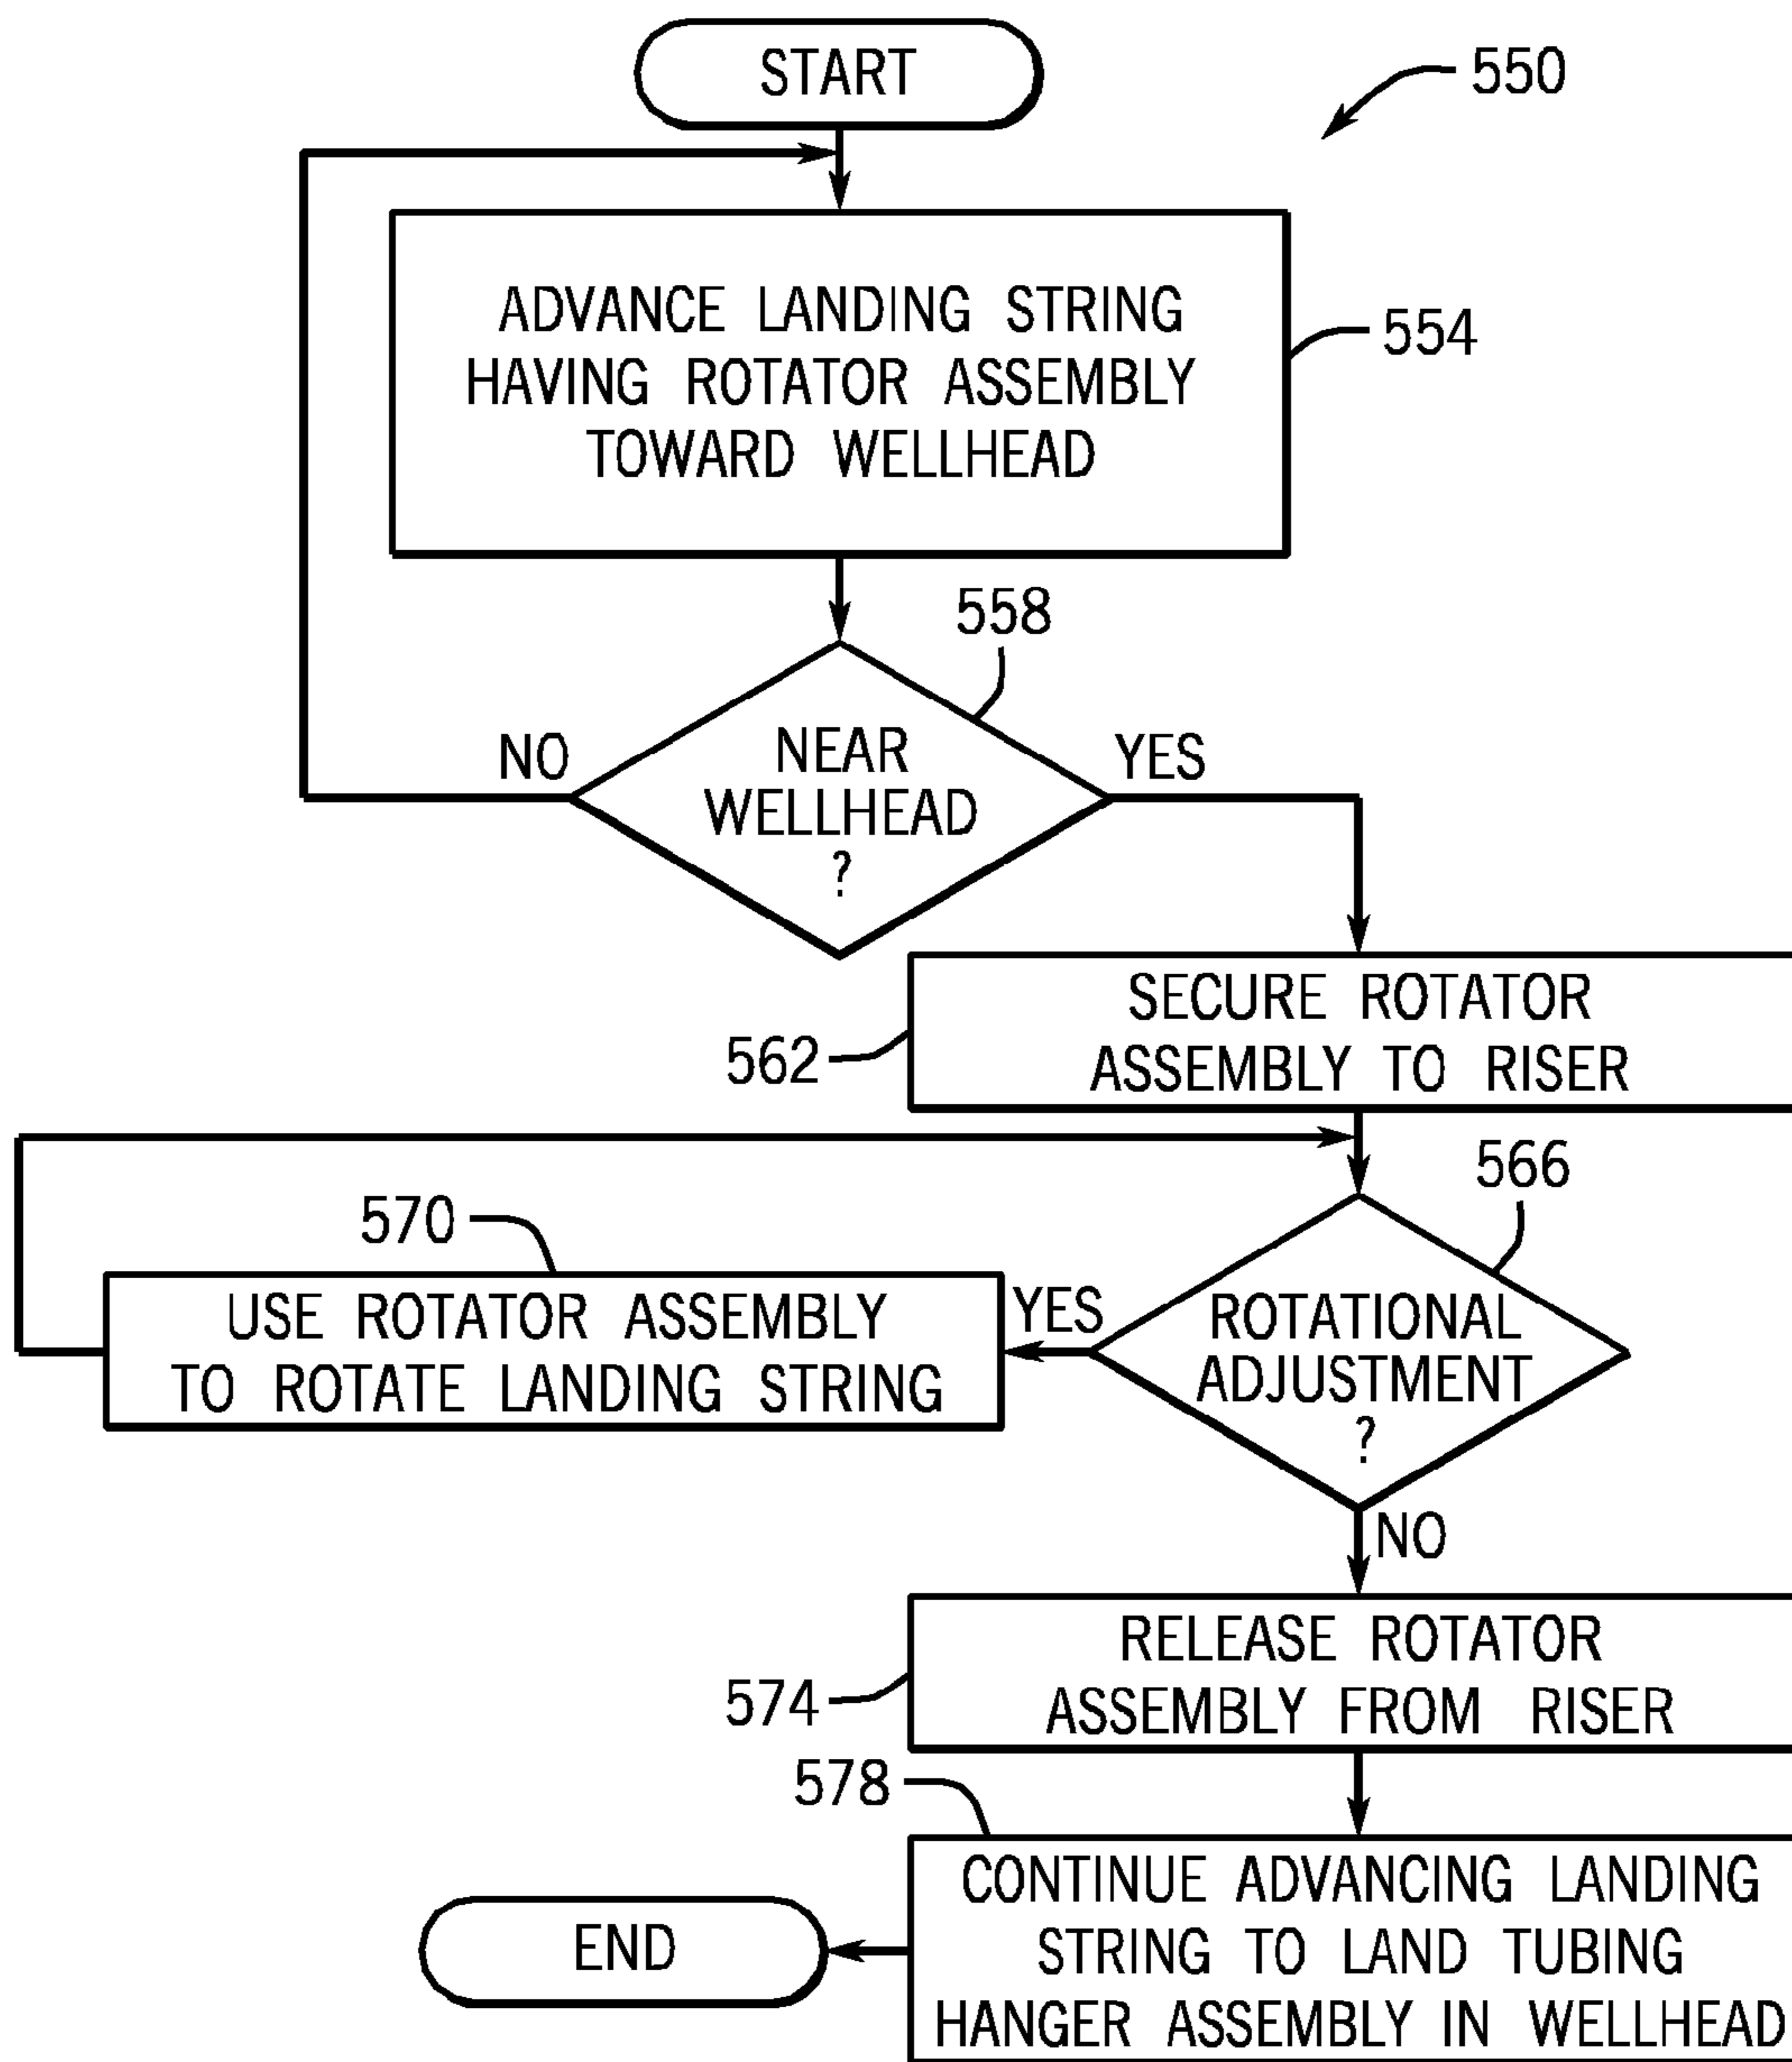 START
550
ADVANCE LANDING STRING
HAVING ROTATOR ASSEMBLY
TOWARD WELLHEAD
554
558
NO
NEAR
WELLHEAD
?
YES
SECURE ROTATOR
ASSEMBLY TO RISER
562
566
570
USE ROTATOR ASSEMBLY
TO ROTATE LANDING STRING
YES
ROTATIONAL
ADJUSTMENT
?
NO
RELEASE ROTATOR
ASSEMBLY FROM RISER
574
578
CONTINUE ADVANCING LANDING
STRING TO LAND TUBING
HANGER ASSEMBLY IN WELLHEAD
END